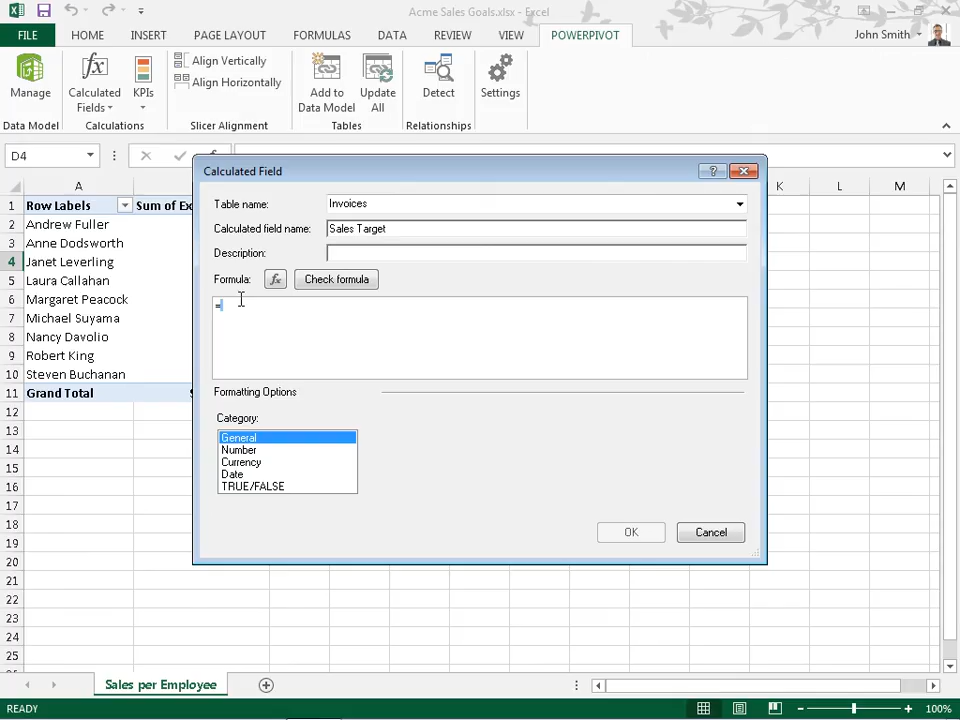 Acme Sales Goals.xlsx - Excel
FILE HOME INSERT PAGE LAYOUT FORMULAS DATA REVIEW VIEW POWERPIVOT John Smith
Manage
Calculated Fields
KPIs
Align Vertically
Align Horizontally
Add to Data Model
Update All
Detect
Settings
Data Model Calculations Slicer Alignment Tables Relationships
D4
A K L M
1 Row Labels Sum of Ex
2 Andrew Fuller
3 Anne Dodsworth
4 Janet Leverling
5 Laura Callahan
6 Margaret Peacock
7 Michael Suyama
8 Nancy Davolio
9 Robert King
10 Steven Buchanan
11 Grand Total
12
13
14
15
16
17
18
19
20
21
22
23
24
25
Calculated Field
Table name: Invoices
Calculated field name: Sales Target
Description:
Formula: fx Check formula
=
Formatting Options
Category:
General
Number
Currency
Date
TRUE/FALSE
OK Cancel
Sales per Employee
READY 100%